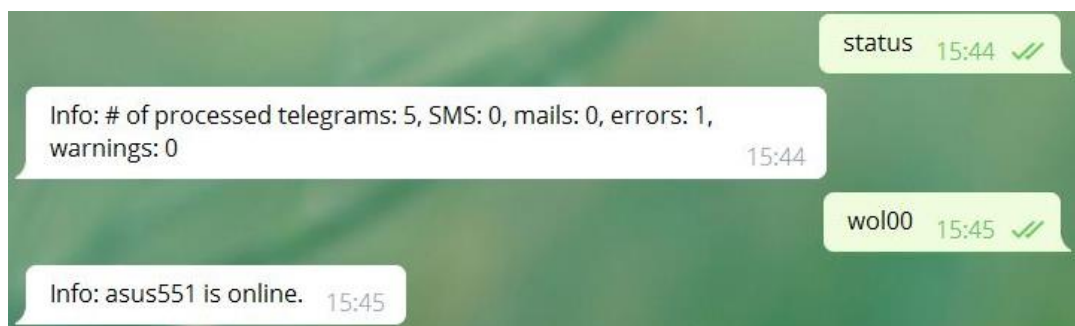 status 15:44
Info: # of processed telegrams: 5, SMS: 0, mails: 0, errors: 1,
warnings: 0 15:44
wol00 15:45
Info: asus551 is online. 15:45